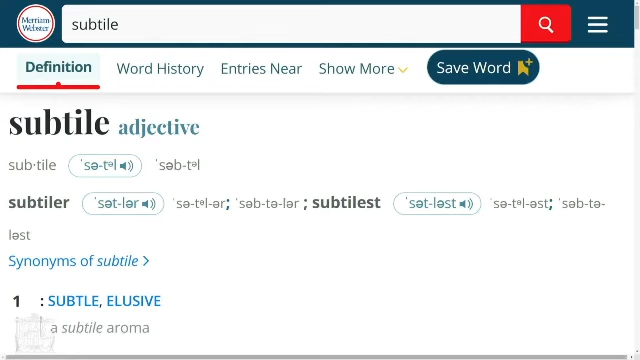 Merriam
Webster
subtile
Definition
Word History
Entries Near
Show More
Save Word
subtile adjective
sub·tile ˈsə-tᵊl ˈsəb-tᵊl
subtiler ˈsət-lər ˈsə-tᵊl-ər; ˈsəb-tə-lər ; subtilest ˈsət-ləst ˈsə-tᵊl-əst; ˈsəb-tə-
ləst
Synonyms of subtile
1 : SUBTLE, ELUSIVE
a subtile aroma